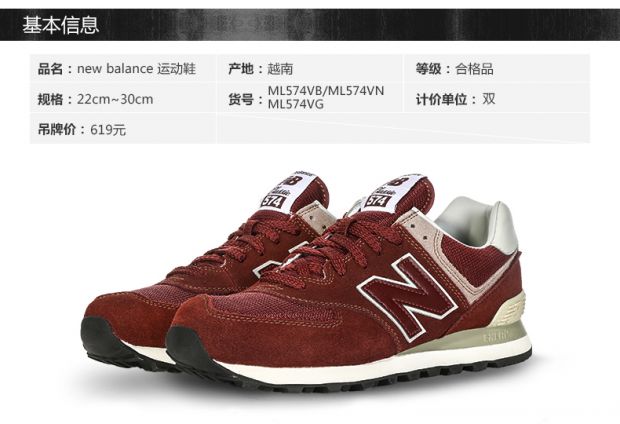 基本信息
品名：new balance 运动鞋
产地：越南
等级：合格品
规格：22cm~30cm
货号：ML574VB/ML574VN
ML574VG
计价单位：双
吊牌价：619元
NB
Classic
574
N